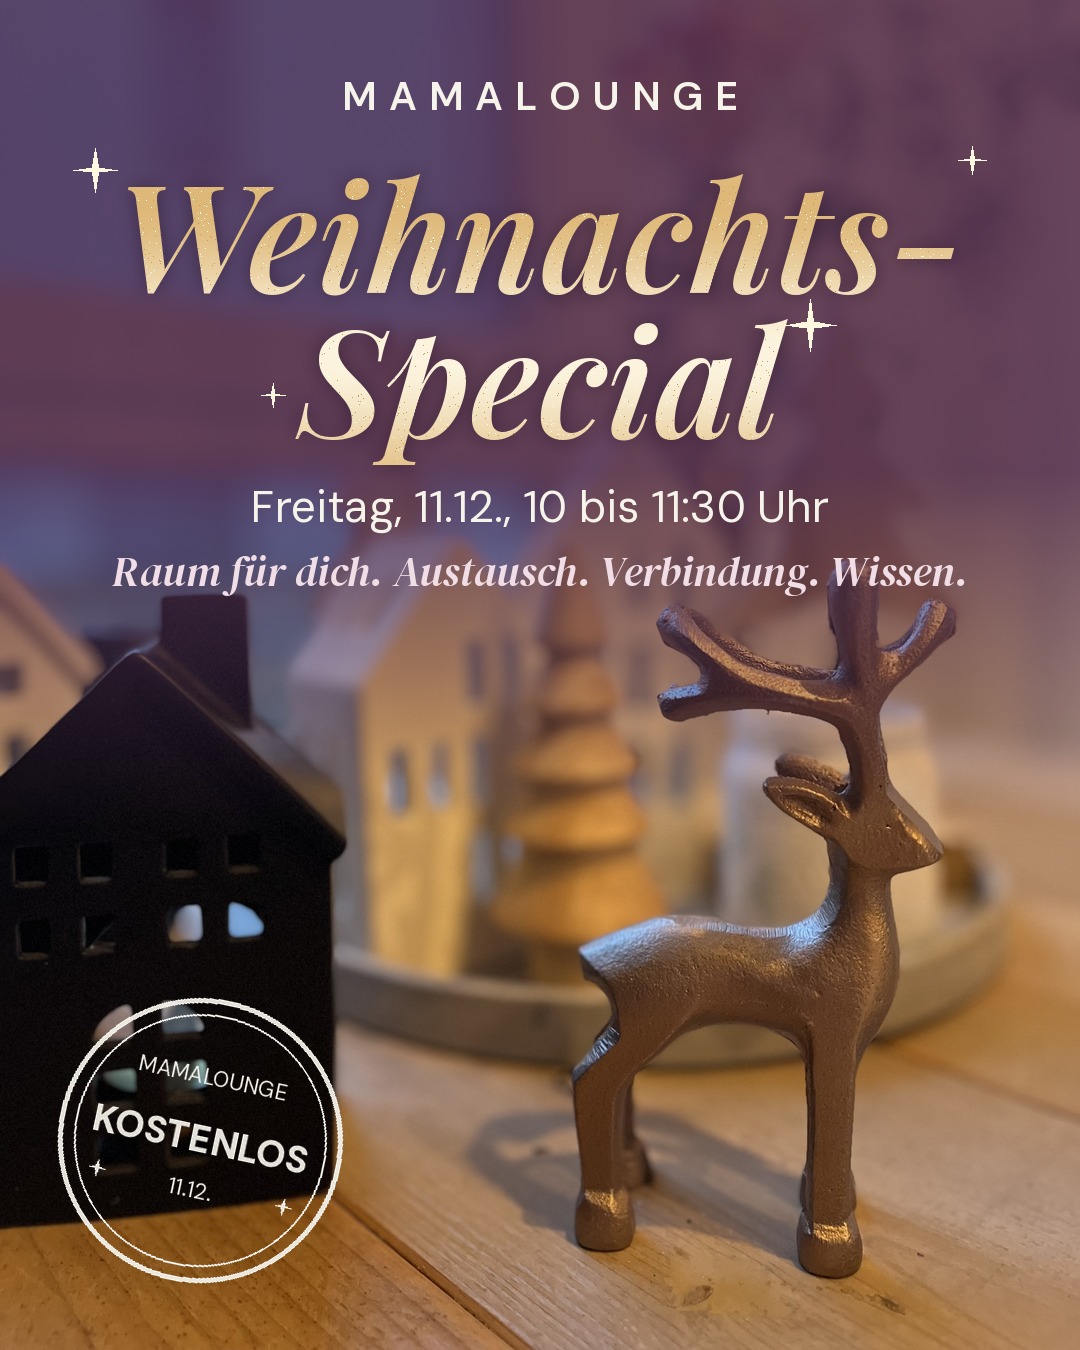 MAMALOUNGE
Weihnachts-
Special
Freitag, 11.12., 10 bis 11:30 Uhr
Raum für dich. Austausch. Verbindung. Wissen.
MAMALOUNGE
KOSTENLOS
11.12.